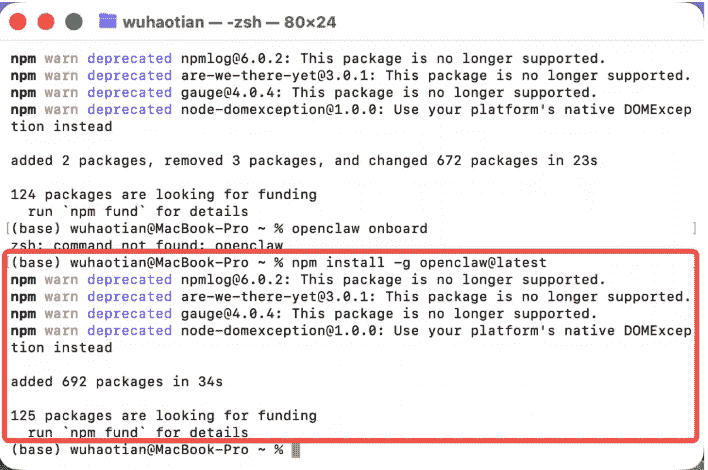 wuhaotian — -zsh — 80×24
npm warn deprecated npmlog@6.0.2: This package is no longer supported.
npm warn deprecated are-we-there-yet@3.0.1: This package is no longer supported.
npm warn deprecated gauge@4.0.4: This package is no longer supported.
npm warn deprecated node-domexception@1.0.0: Use your platform's native DOMExcep
tion instead
added 2 packages, removed 3 packages, and changed 672 packages in 23s
124 packages are looking for funding
  run `npm fund` for details
[(base) wuhaotian@MacBook-Pro ~ % openclaw onboard ]
zsh: command not found: openclaw
[(base) wuhaotian@MacBook-Pro ~ % npm install -g openclaw@latest ]
npm warn deprecated npmlog@6.0.2: This package is no longer supported.
npm warn deprecated are-we-there-yet@3.0.1: This package is no longer supported.
npm warn deprecated gauge@4.0.4: This package is no longer supported.
npm warn deprecated node-domexception@1.0.0: Use your platform's native DOMExcep
tion instead
added 692 packages in 34s
125 packages are looking for funding
  run `npm fund` for details
(base) wuhaotian@MacBook-Pro ~ %